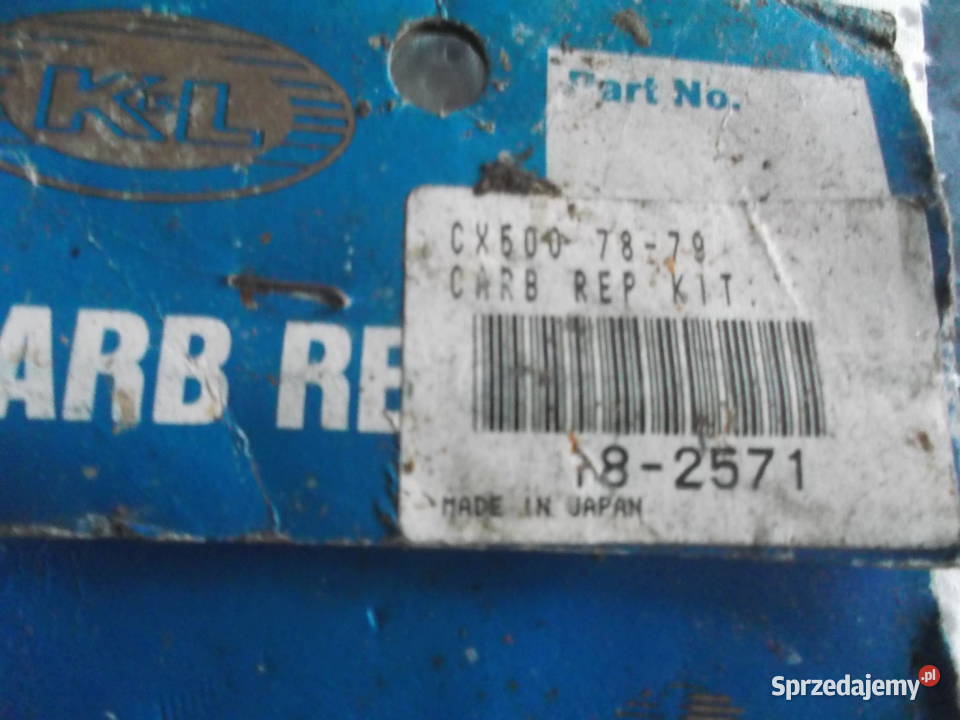 K&L
Part No.
CX500 78-79
CARB REP KIT.
ARB RE
18-2571
MADE IN JAPAN
Sprzedajemy.pl